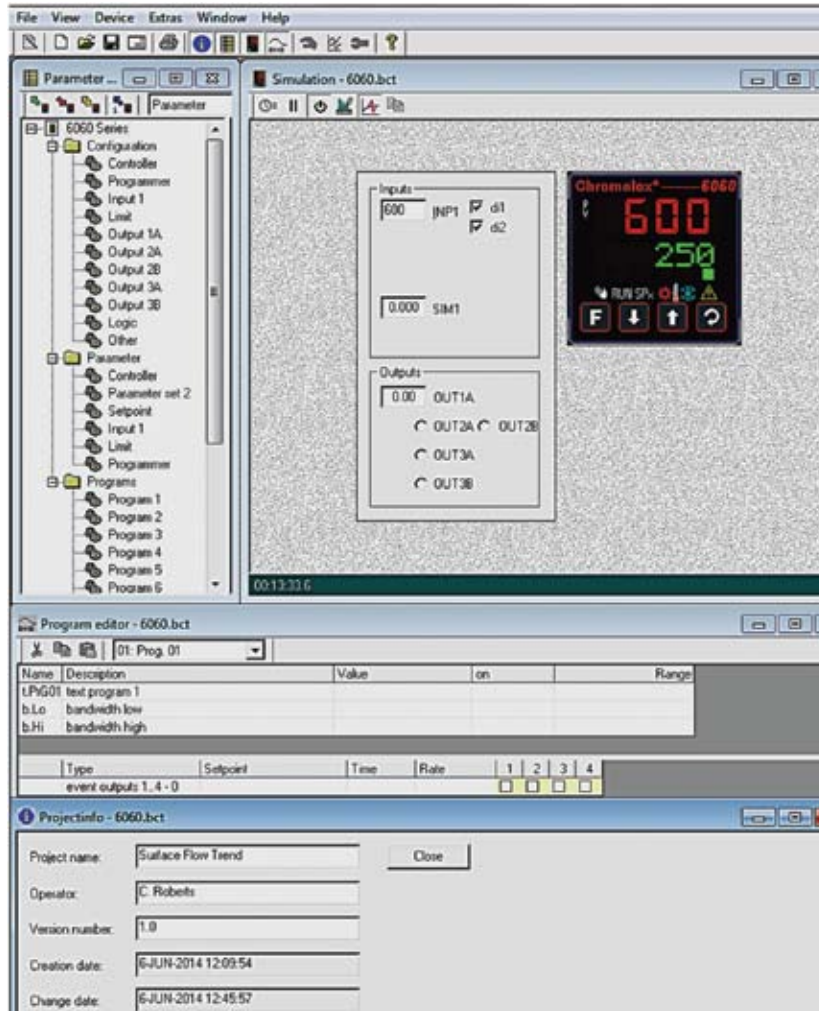 File View Device Extras Window Help
Parameter ...
Parameter
6060 Series
Configuration
Controller
Programmer
Input 1
Limit
Output 1A
Output 2A
Output 2B
Output 3A
Output 3B
Logic
Other
Parameter
Controller
Parameter set 2
Setpoint
Input 1
Limit
Programmer
Programs
Program 1
Program 2
Program 3
Program 4
Program 5
Program 6
Simulation - 6060.bct
Inputs
600 INP1 di1
di2
0.000 SIM1
Outputs
0.00 OUT1A
OUT2A OUT2B
OUT3A
OUT3B
Chromalox® 6060
600
250
RUN SPx
F
00:13:33.6
Program editor - 6060.bct
01: Prog. 01
Name Description Value on Range
t.PiG01 text program 1
b.Lo bandwidth low
b.Hi bandwidth high
Type Setpoint Time Rate 1 2 3 4
event outputs 1..4 - 0
Projectinfo - 6060.bct
Project name: Surface Flow Trend Close
Operator: C. Roberts
Version number: 1.0
Creation date: 6-JUN-2014 12:09:54
Change date: 6-JUN-2014 12:45:57